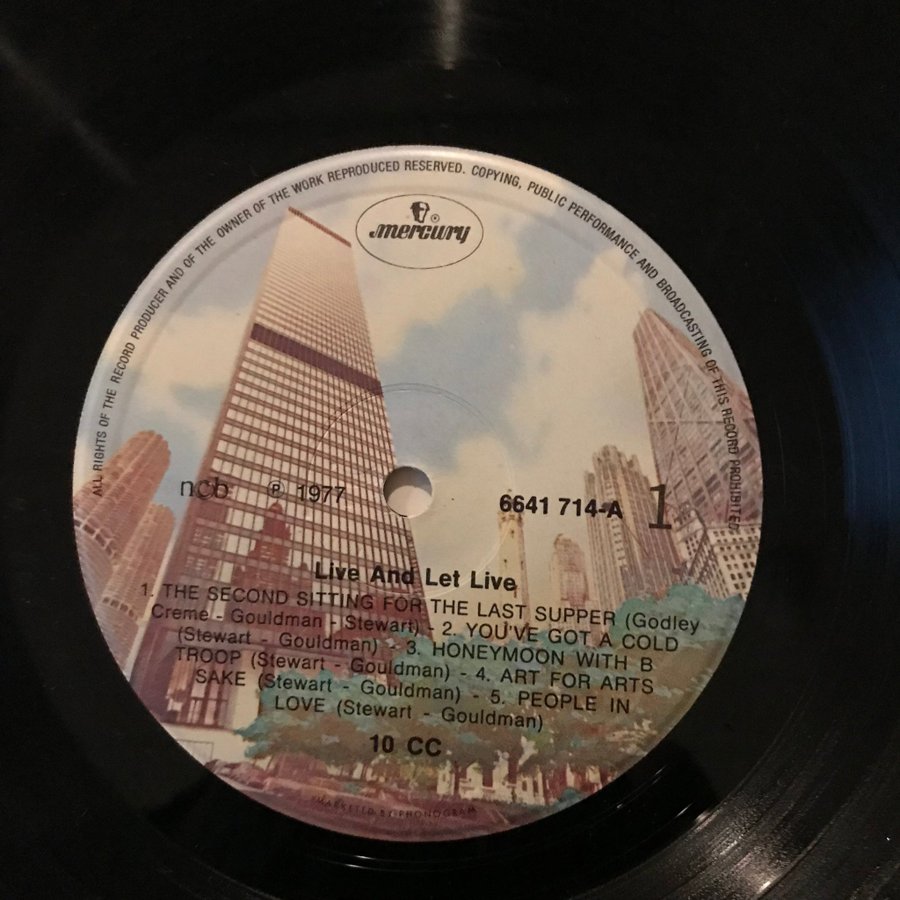 ALL RIGHTS OF THE RECORD PRODUCER AND OF THE OWNER OF THE WORK REPRODUCED RESERVED. COPYING, PUBLIC PERFORMANCE AND BROADCASTING OF THIS RECORD PROHIBITED
mercury ®
ncb ℗ 1977
6641 714-A 1
Live And Let Live
1. THE SECOND SITTING FOR THE LAST SUPPER (Godley
Creme - Gouldman - Stewart) - 2. YOU'VE GOT A COLD
(Stewart - Gouldman) - 3. HONEYMOON WITH B
TROOP (Stewart - Gouldman) - 4. ART FOR ARTS
SAKE (Stewart - Gouldman) - 5. PEOPLE IN
LOVE (Stewart - Gouldman)
10 CC
MARKETED BY PHONOGRAM